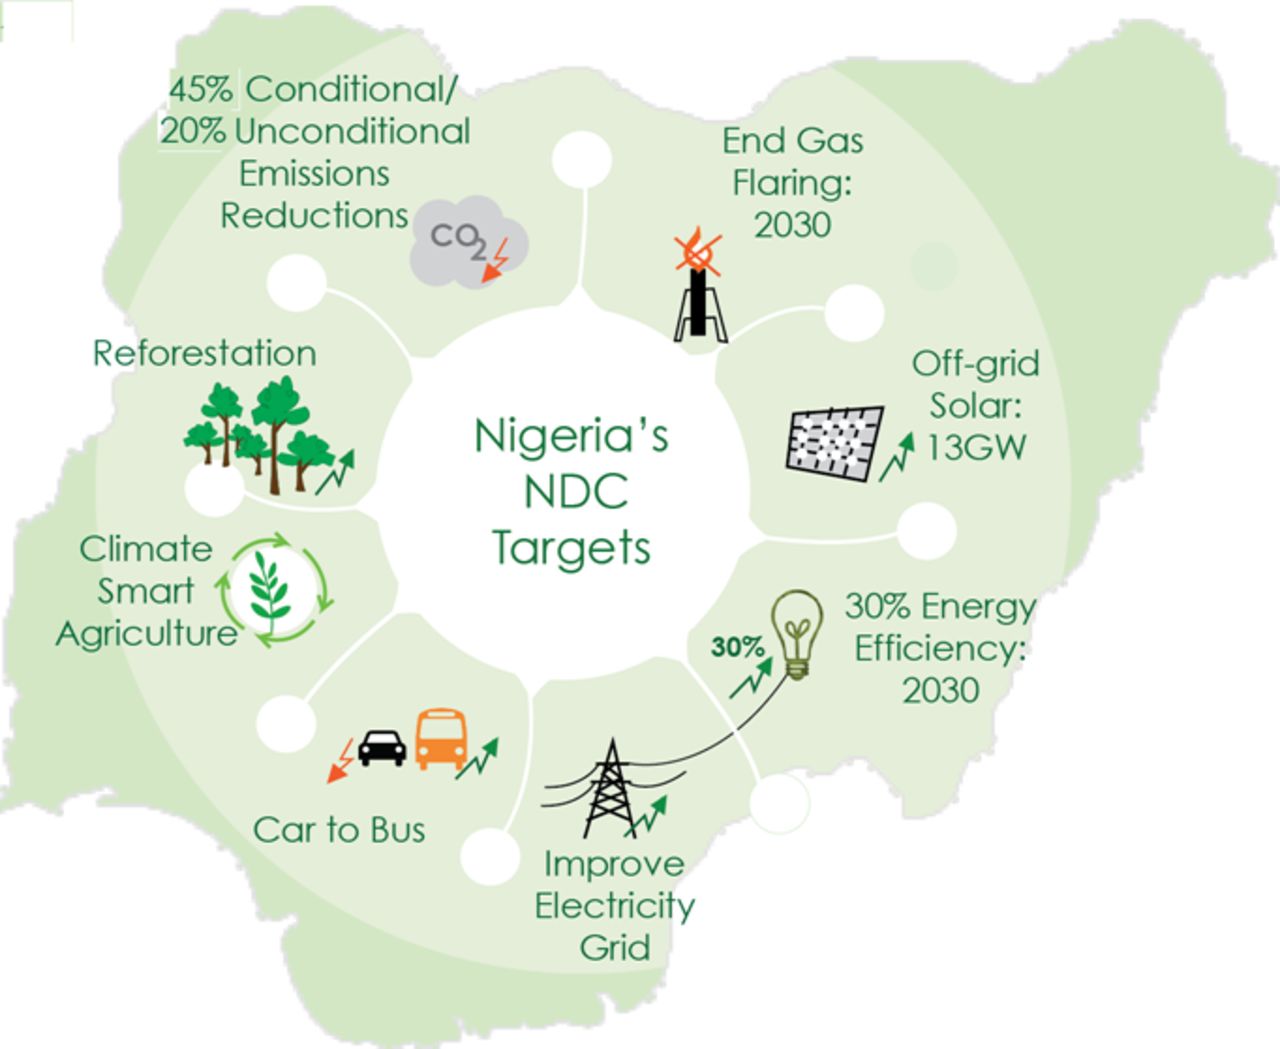 45% Conditional/
20% Unconditional
Emissions
Reductions
CO2
End Gas
Flaring:
2030
Off-grid
Solar:
13GW
30% Energy
Efficiency:
2030
30%
Improve
Electricity
Grid
Car to Bus
Climate
Smart
Agriculture
Reforestation
Nigeria's
NDC
Targets